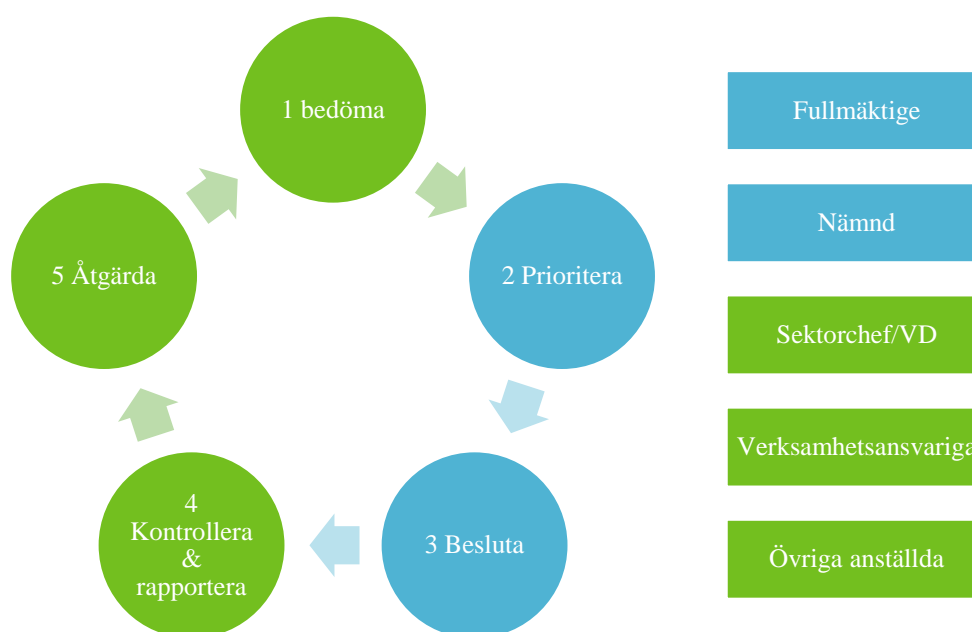 1 bedöma
2 Prioritera
3 Besluta
4
Kontrollera
&
rapportera
5 Åtgärda
Fullmäktige
Nämnd
Sektorchef/VD
Verksamhetsansvariga
Övriga anställda